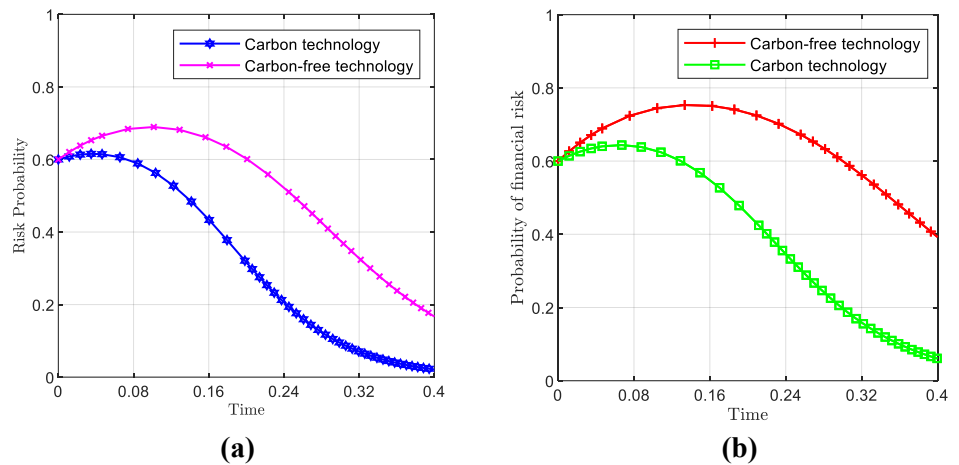 1
0.8
0.6
0.4
0.2
0
Risk Probability
Carbon technology
Carbon-free technology
0 0.08 0.16 0.24 0.32 0.4
Time
(a)
1
0.8
0.6
0.4
0.2
0
Probability of financial risk
Carbon-free technology
Carbon technology
0 0.08 0.16 0.24 0.32 0.4
Time
(b)